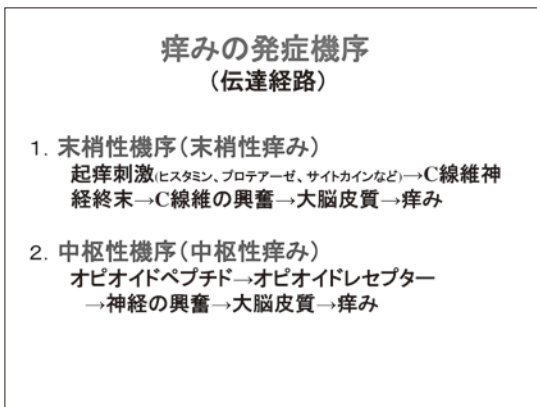 痒みの発症機序
(伝達経路)
1. 末梢性機序(末梢性痒み)
起痒刺激(ヒスタミン、プロテアーゼ、サイトカインなど)→C線維神
経終末→C線維の興奮→大脳皮質→痒み
2. 中枢性機序(中枢性痒み)
オピオイドペプチド→オピオイドレセプター
→神経の興奮→大脳皮質→痒み